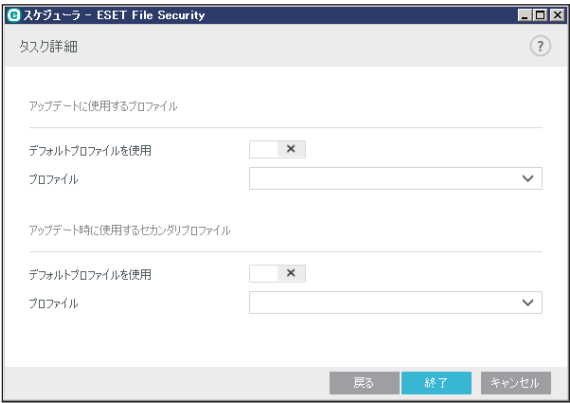 スケジューラ - ESET File Security
タスク詳細
?
アップデートに使用するプロファイル
デフォルトプロファイルを使用
プロファイル
アップデート時に使用するセカンダリプロファイル
デフォルトプロファイルを使用
プロファイル
戻る 終了 キャンセル